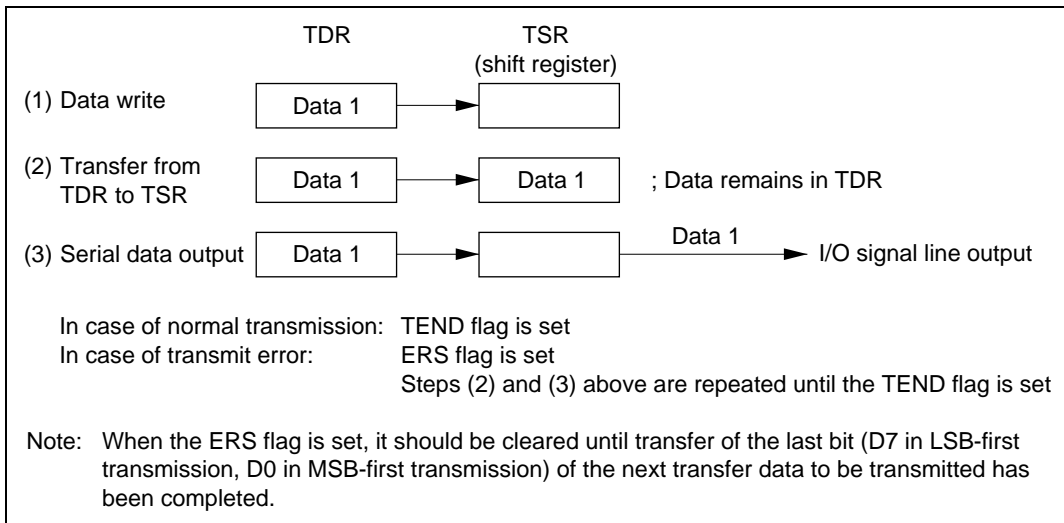 TDR TSR
(shift register)
(1) Data write Data 1
(2) Transfer from
TDR to TSR Data 1 Data 1 ; Data remains in TDR
(3) Serial data output Data 1 Data 1 I/O signal line output
In case of normal transmission: TEND flag is set
In case of transmit error: ERS flag is set
Steps (2) and (3) above are repeated until the TEND flag is set
Note: When the ERS flag is set, it should be cleared until transfer of the last bit (D7 in LSB-first
transmission, D0 in MSB-first transmission) of the next transfer data to be transmitted has
been completed.